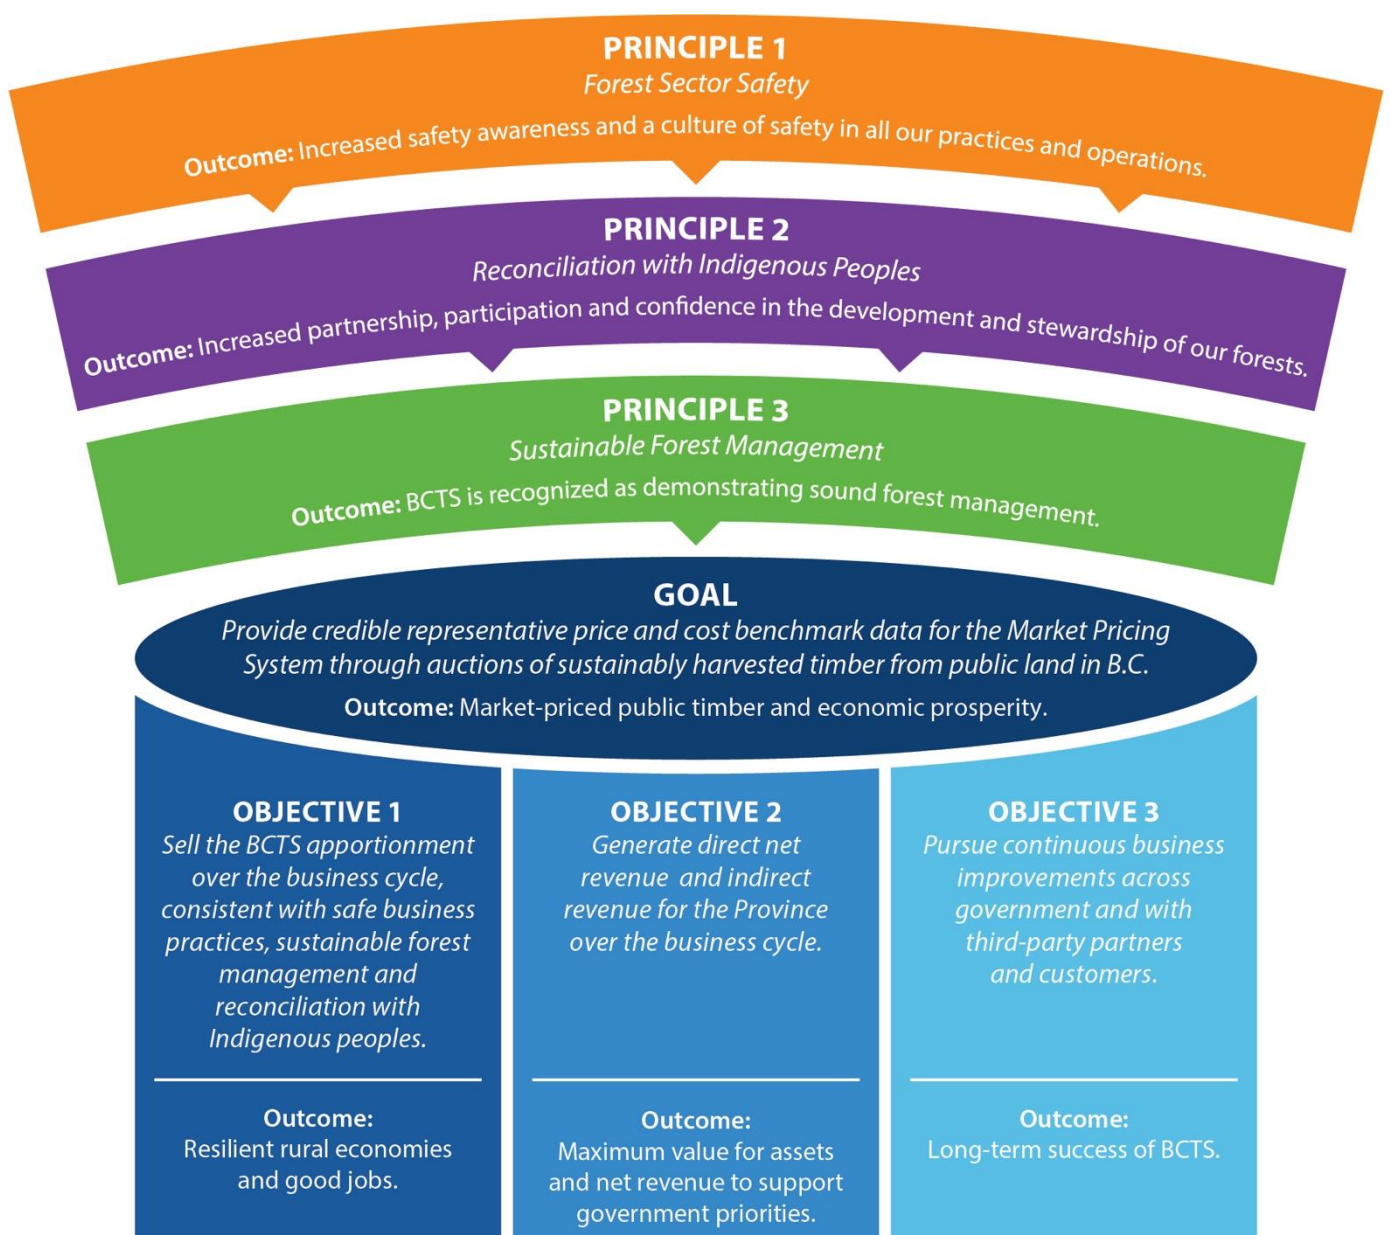 PRINCIPLE 1
Forest Sector Safety
Outcome: Increased safety awareness and a culture of safety in all our practices and operations.
PRINCIPLE 2
Reconciliation with Indigenous Peoples
Outcome: Increased partnership, participation and confidence in the development and stewardship of our forests.
PRINCIPLE 3
Sustainable Forest Management
Outcome: BCTS is recognized as demonstrating sound forest management.
GOAL
Provide credible representative price and cost benchmark data for the Market Pricing
System through auctions of sustainably harvested timber from public land in B.C.
Outcome: Market-priced public timber and economic prosperity.
OBJECTIVE 1
Sell the BCTS apportionment
over the business cycle,
consistent with safe business
practices, sustainable forest
management and
reconciliation with
Indigenous peoples.
Outcome:
Resilient rural economies
and good jobs.
OBJECTIVE 2
Generate direct net
revenue and indirect
revenue for the Province
over the business cycle.
Outcome:
Maximum value for assets
and net revenue to support
government priorities.
OBJECTIVE 3
Pursue continuous business
improvements across
government and with
third-party partners
and customers.
Outcome:
Long-term success of BCTS.